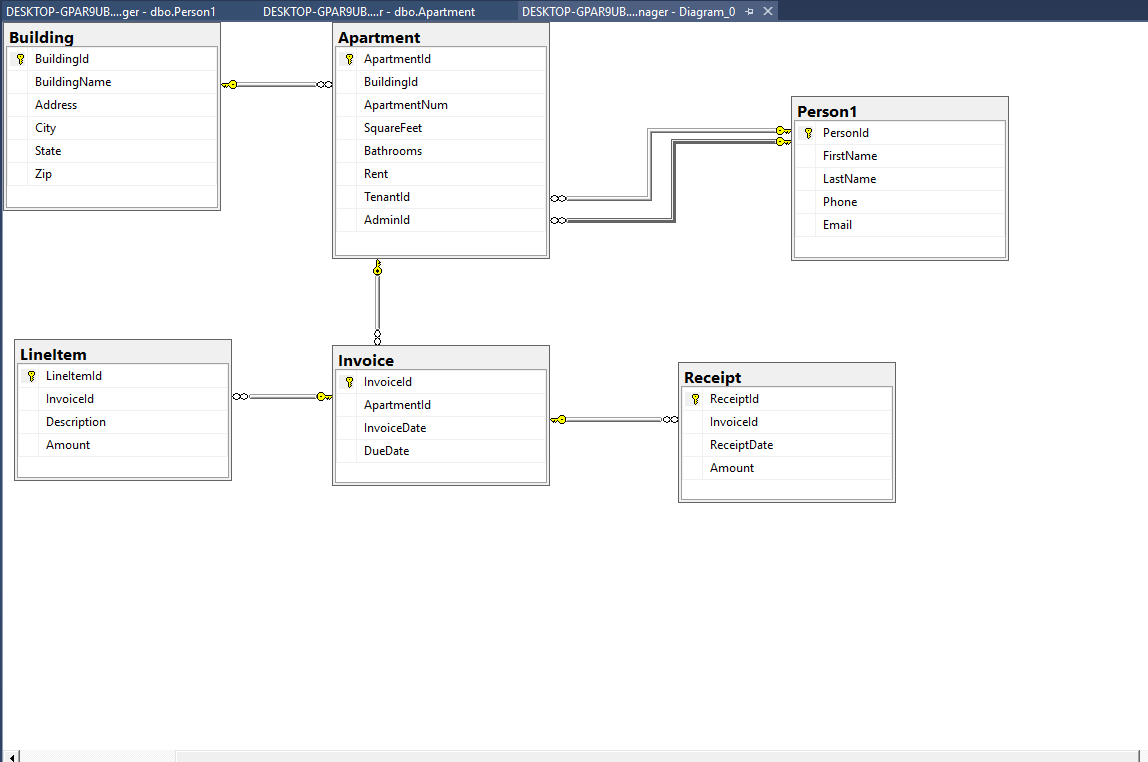 DESKTOP-GPAR9UB....ger - dbo.Person1
DESKTOP-GPAR9UB....r - dbo.Apartment
DESKTOP-GPAR9UB....nager - Diagram_0
Building
BuildingId
BuildingName
Address
City
State
Zip
Apartment
ApartmentId
BuildingId
ApartmentNum
SquareFeet
Bathrooms
Rent
TenantId
AdminId
Person1
PersonId
FirstName
LastName
Phone
Email
LineItem
LineItemId
InvoiceId
Description
Amount
Invoice
InvoiceId
ApartmentId
InvoiceDate
DueDate
Receipt
ReceiptId
InvoiceId
ReceiptDate
Amount